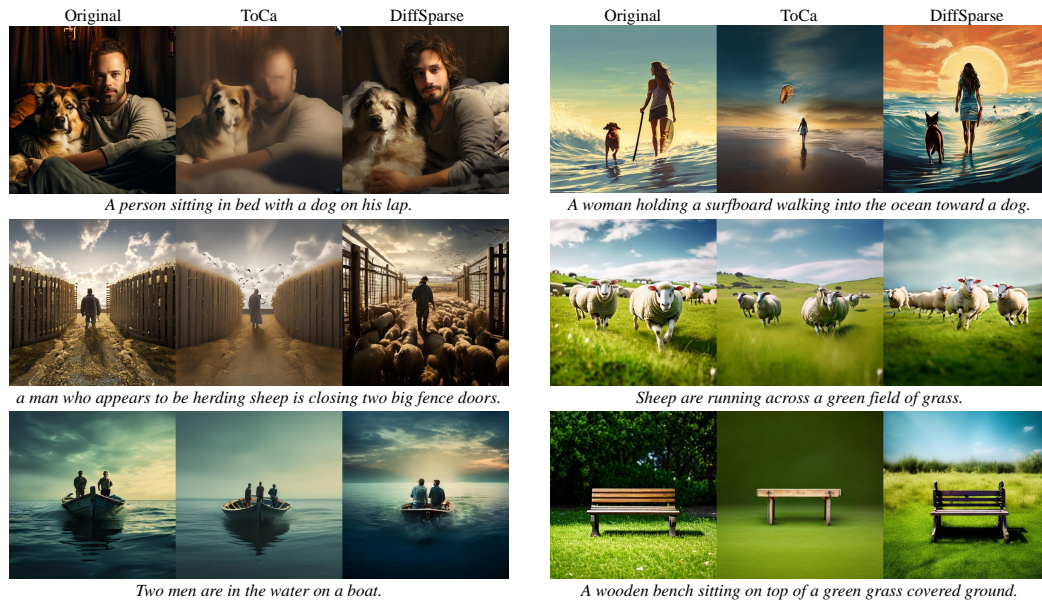 Original ToCa DiffSparse
Original ToCa DiffSparse
A person sitting in bed with a dog on his lap.
A woman holding a surfboard walking into the ocean toward a dog.
a man who appears to be herding sheep is closing two big fence doors.
Sheep are running across a green field of grass.
Two men are in the water on a boat.
A wooden bench sitting on top of a green grass covered ground.